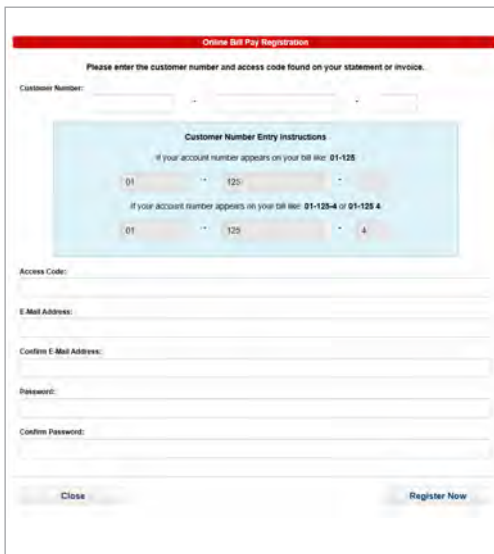 Online Bill Pay Registration
Please enter the customer number and access code found on your statement or invoice.
Customer Number: - -
Customer Number Entry Instructions
If your account number appears on your bill like: 01-125
01 - 125 -
If your account number appears on your bill like: 01-125-4 or 01-125 4
01 - 125 - 4
Access Code:
E-Mail Address:
Confirm E-Mail Address:
Password:
Confirm Password:
Close Register Now